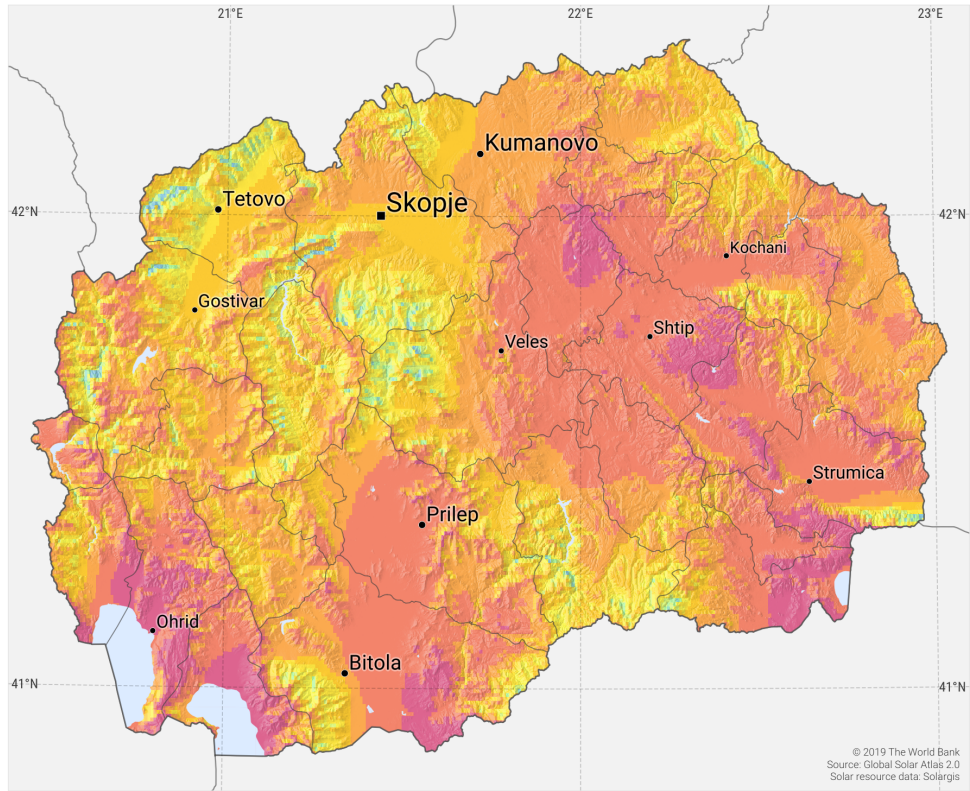 21°E
22°E
23°E
Kumanovo
Tetovo
Skopje
42°N
42°N
Kochani
Gostivar
Shtip
Veles
Strumica
Prilep
Ohrid
Bitola
41°N
41°N
© 2019 The World Bank
Source: Global Solar Atlas 2.0
Solar resource data: Solargis